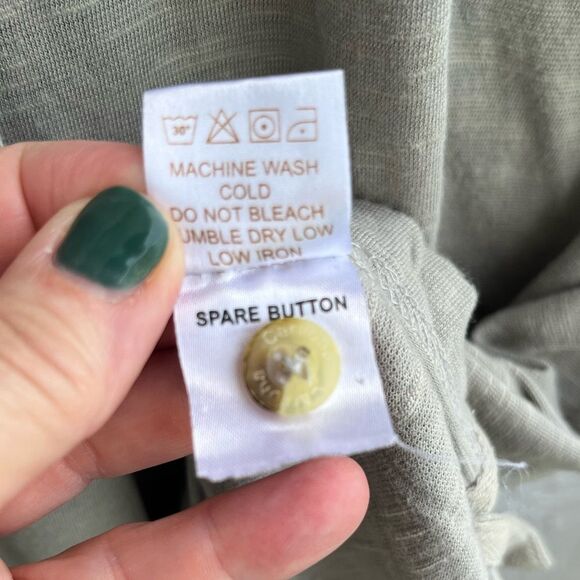 30°
MACHINE WASH
COLD
DO NOT BLEACH
UMBLE DRY LOW
LOW IRON
SPARE BUTTON